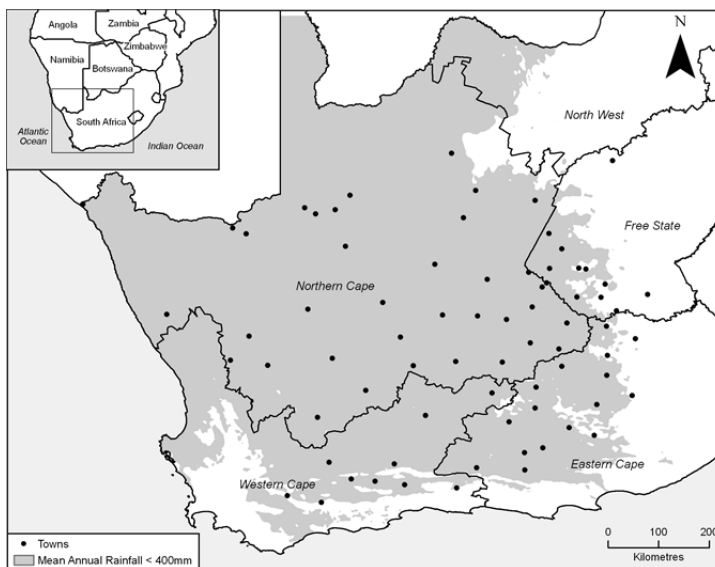 Angola
Zambia
Zimbabwe
Namibia
Botswana
South Africa
Atlantic
Ocean
Indian Ocean
N
North West
Free State
Northern Cape
Western Cape
Eastern Cape
Towns
Mean Annual Rainfall < 400mm
0 100 200
Kilometres